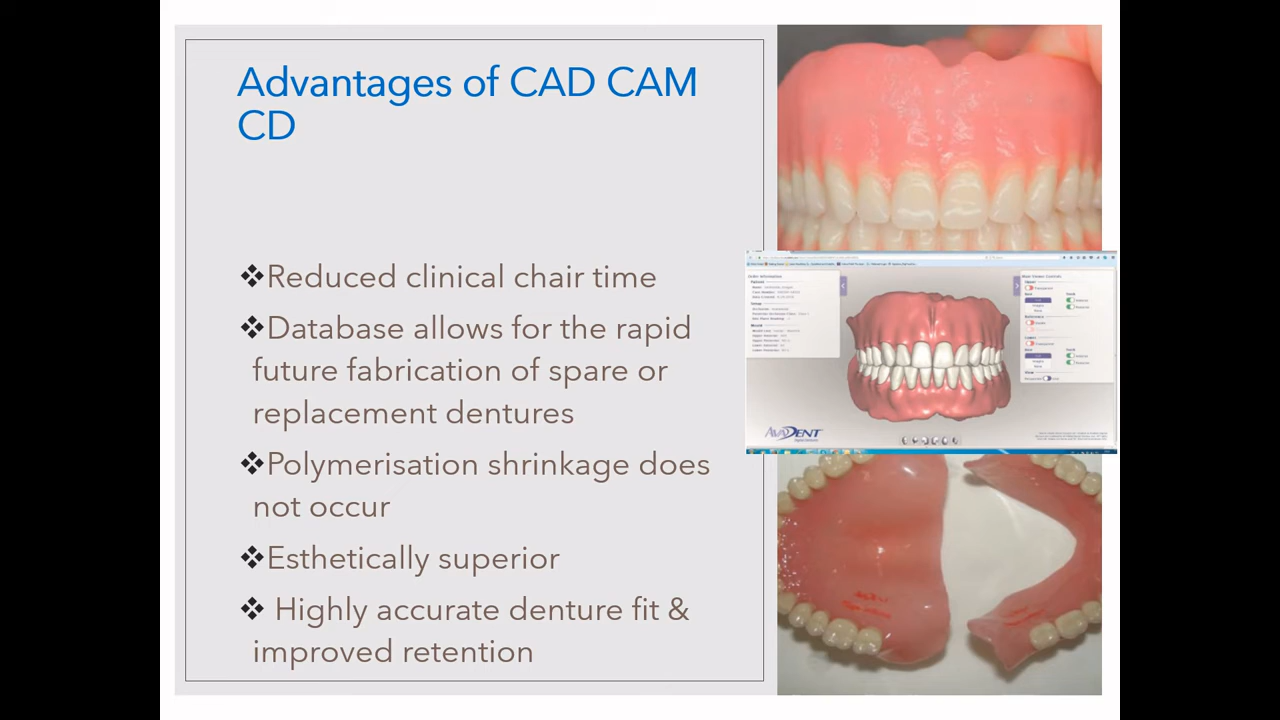 Advantages of CAD CAM
CD
❖Reduced clinical chair time
❖Database allows for the rapid
future fabrication of spare or
replacement dentures
❖Polymerisation shrinkage does
not occur
❖Esthetically superior
❖ Highly accurate denture fit &
improved retention
AVADENT